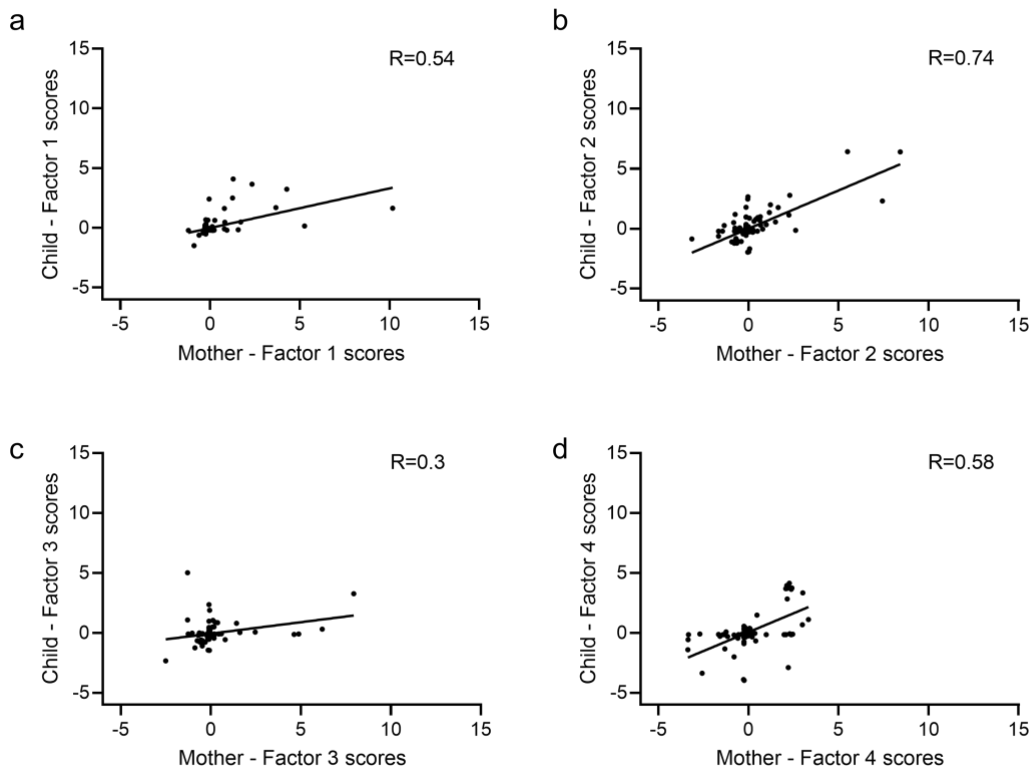 a
R=0.54
Child - Factor 1 scores
15
10
5
0
-5
-5 0 5 10 15
Mother - Factor 1 scores
b
R=0.74
Child - Factor 2 scores
15
10
5
0
-5
-5 0 5 10 15
Mother - Factor 2 scores
c
R=0.3
Child - Factor 3 scores
15
10
5
0
-5
-5 0 5 10 15
Mother - Factor 3 scores
d
R=0.58
Child - Factor 4 scores
15
10
5
0
-5
-5 0 5 10 15
Mother - Factor 4 scores